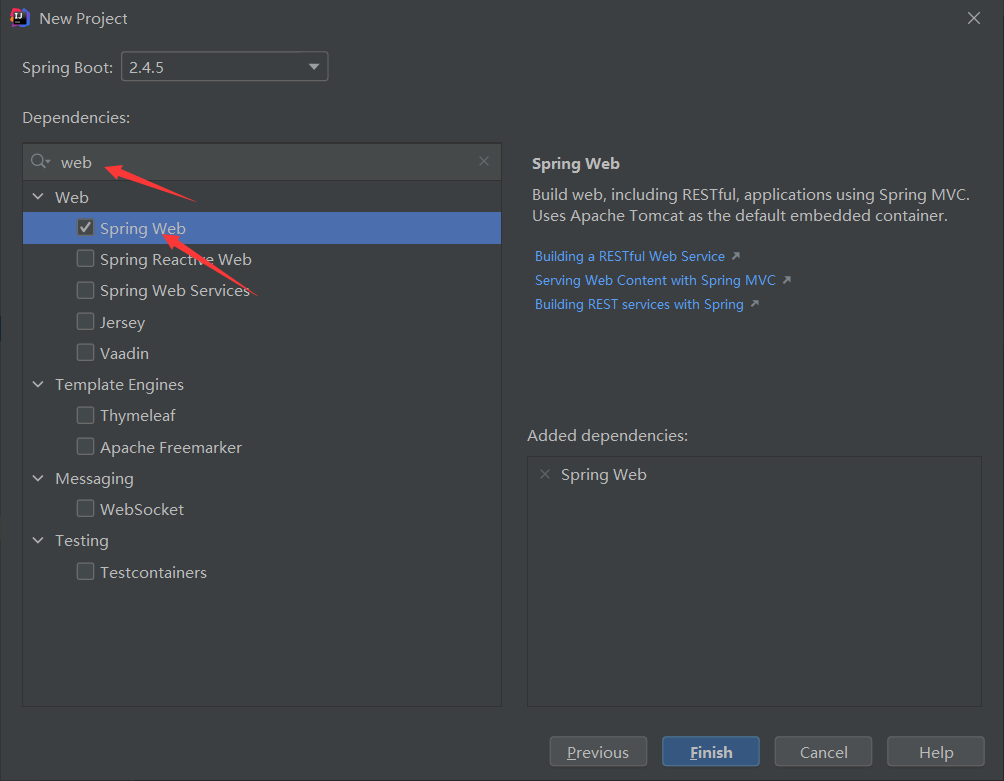 New Project
Spring Boot: 2.4.5
Dependencies:
web
Web
Spring Web
Spring Reactive Web
Spring Web Services
Jersey
Vaadin
Template Engines
Thymeleaf
Apache Freemarker
Messaging
WebSocket
Testing
Testcontainers
Spring Web
Build web, including RESTful, applications using Spring MVC.
Uses Apache Tomcat as the default embedded container.
Building a RESTful Web Service
Serving Web Content with Spring MVC
Building REST services with Spring
Added dependencies:
Spring Web
Previous Finish Cancel Help